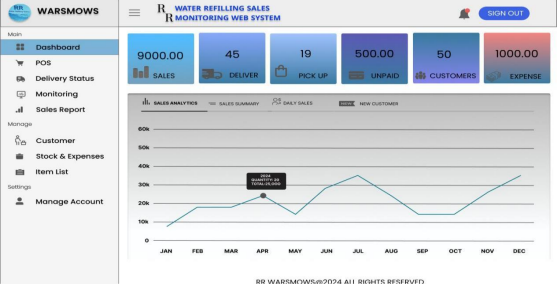 RR
WARSMOWS
R R WATER REFILLING SALES
MONITORING WEB SYSTEM
SIGN OUT
Main
Dashboard
POS
Delivery Status
Monitoring
Sales Report
Manage
Customer
Stock & Expenses
Item List
Settings
Manage Account
9000.00
SALES
45
DELIVER
19
PICK UP
500.00
UNPAID
50
CUSTOMERS
1000.00
EXPENSE
SALES ANALYTICS
SALES SUMMARY
DAILY SALES
NEW CUSTOMER
60k
50k
40k
30k
20k
10k
0
2024
QUANTITY: 22
TOTAL:25,000
JAN FEB MAR APR MAY JUN JUL AUG SEP OCT NOV DEC
RR WARSMOWS@2024 ALL RIGHTS RESERVED